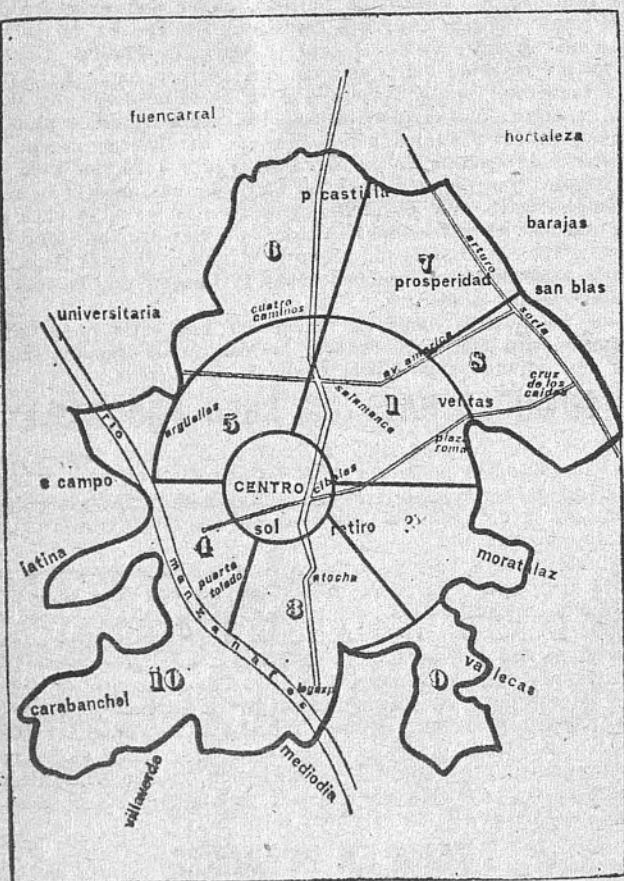 fuencarral
hortaleza
p castilla
barajas
6
arturo
7
prosperidad
san blas
universitaria
cuatro
caminos
soria
av. america
cruz
de los
caidos
salamanca
1
ventas
argüelles
5
plaza
roma
rio
e campo
CENTRO
cibeles
sol
retiro
4
latina
moratalaz
puerta
toledo
atocha
manzanares
3
10
9
vallecas
legazpi
carabanchel
mediodia
villaverde